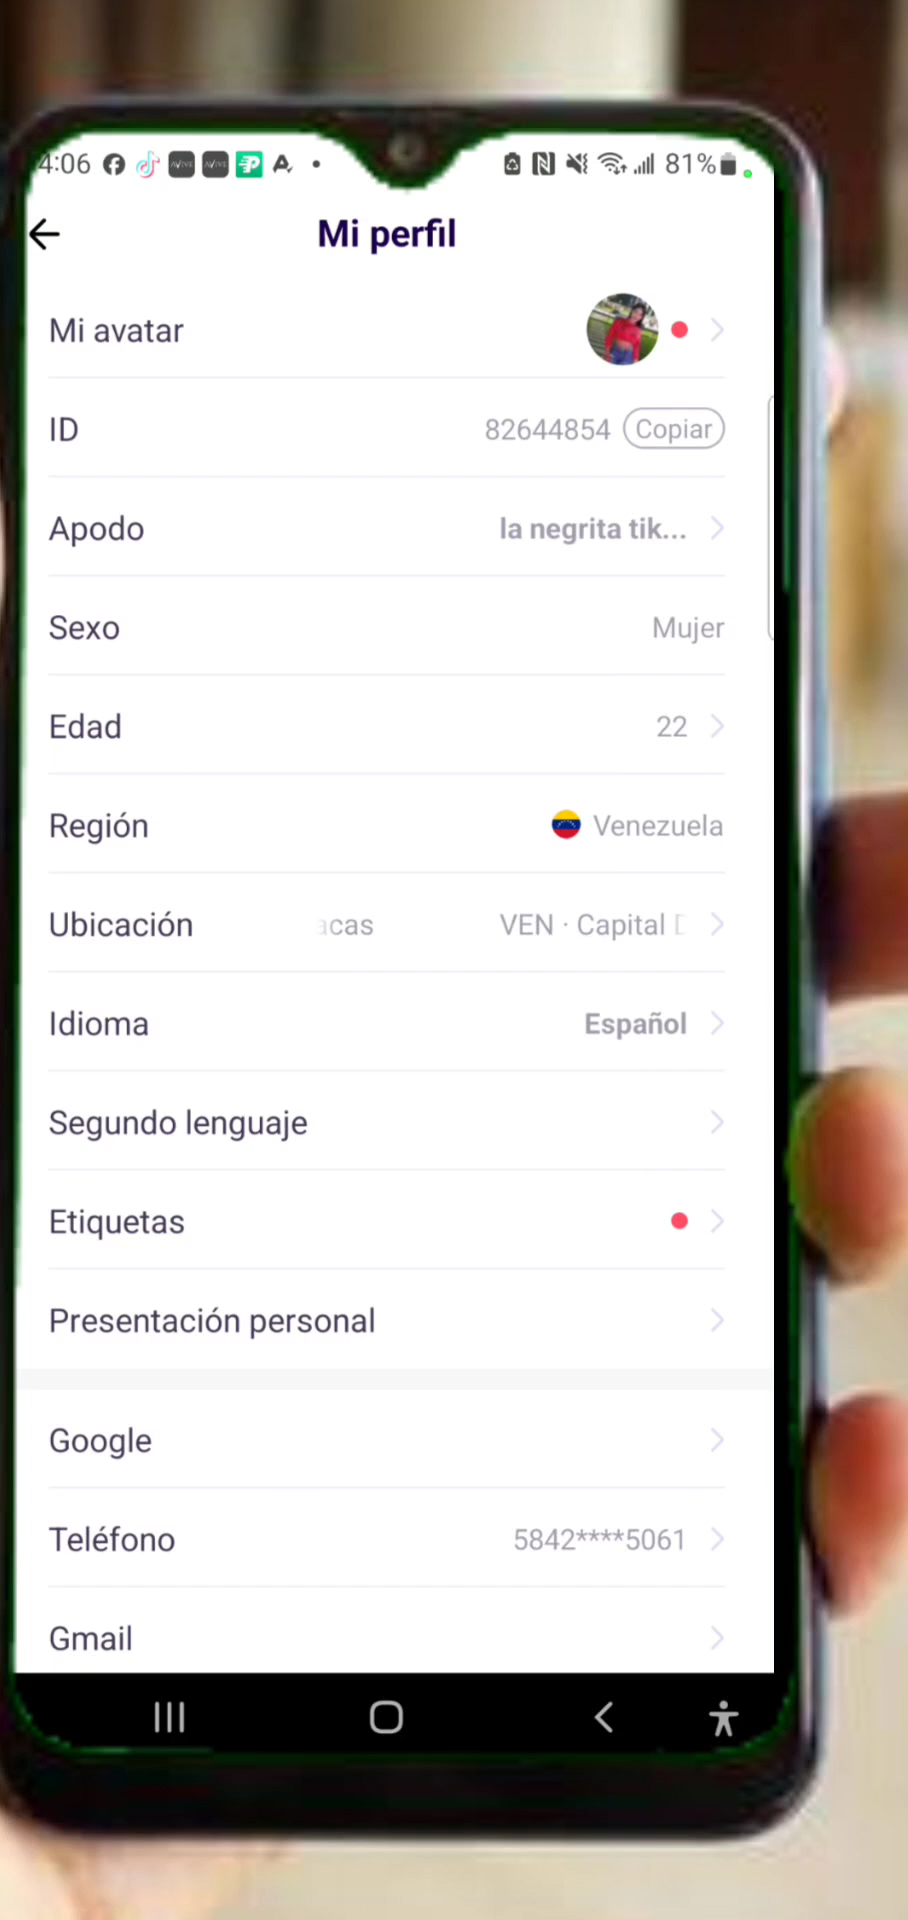 4:06 81%
Mi perfil
Mi avatar
ID 82644854 Copiar
Apodo la negrita tik...
Sexo Mujer
Edad 22
Región Venezuela
Ubicación acas VEN · Capital D
Idioma Español
Segundo lenguaje
Etiquetas
Presentación personal
Google
Teléfono 5842****5061
Gmail